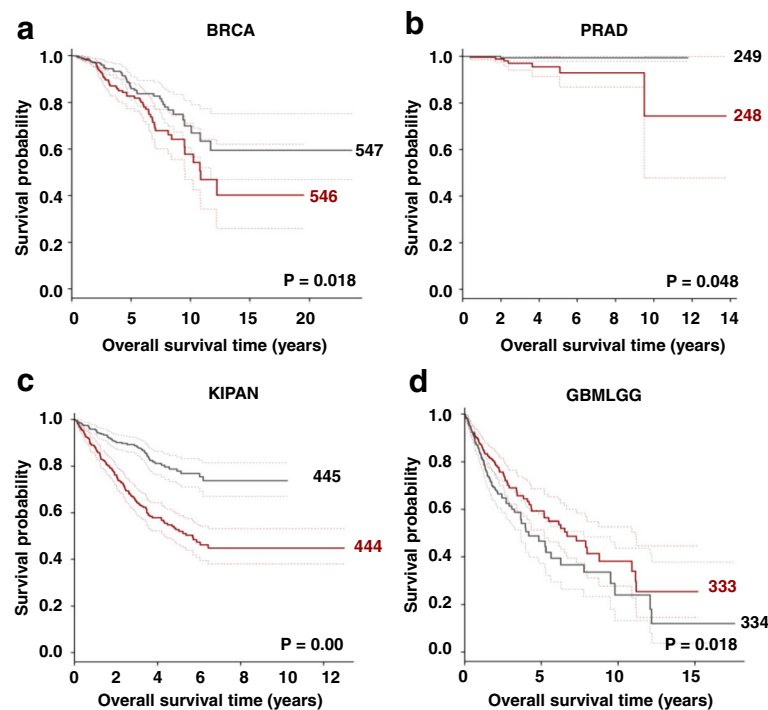 a
BRCA
Survival probability
1.0
0.8
0.6
0.4
0.2
0.0
547
546
P = 0.018
0 5 10 15 20
Overall survival time (years)
b
PRAD
Survival probability
1.0
0.8
0.6
0.4
0.2
0.0
249
248
P = 0.048
0 2 4 6 8 10 12 14
Overall survival time (years)
c
KIPAN
Survival probability
1.0
0.8
0.6
0.4
0.2
0.0
445
444
P = 0.00
0 2 4 6 8 10 12
Overall survival time (years)
d
GBMLGG
Survival probability
1.0
0.8
0.6
0.4
0.2
0.0
333
334
P = 0.018
0 5 10 15
Overall survival time (years)